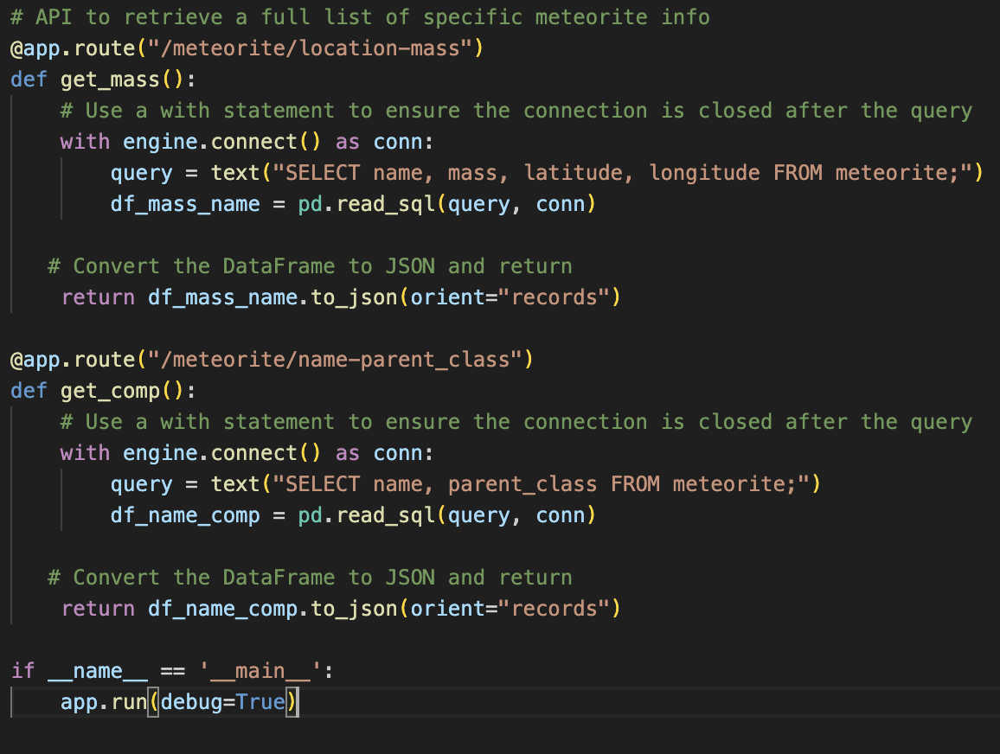 # API to retrieve a full list of specific meteorite info
@app.route("/meteorite/location-mass")
def get_mass():
    # Use a with statement to ensure the connection is closed after the query
    with engine.connect() as conn:
        query = text("SELECT name, mass, latitude, longitude FROM meteorite;")
        df_mass_name = pd.read_sql(query, conn)

   # Convert the DataFrame to JSON and return
    return df_mass_name.to_json(orient="records")

@app.route("/meteorite/name-parent_class")
def get_comp():
    # Use a with statement to ensure the connection is closed after the query
    with engine.connect() as conn:
        query = text("SELECT name, parent_class FROM meteorite;")
        df_name_comp = pd.read_sql(query, conn)

   # Convert the DataFrame to JSON and return
    return df_name_comp.to_json(orient="records")

if __name__ == '__main__':
    app.run(debug=True)